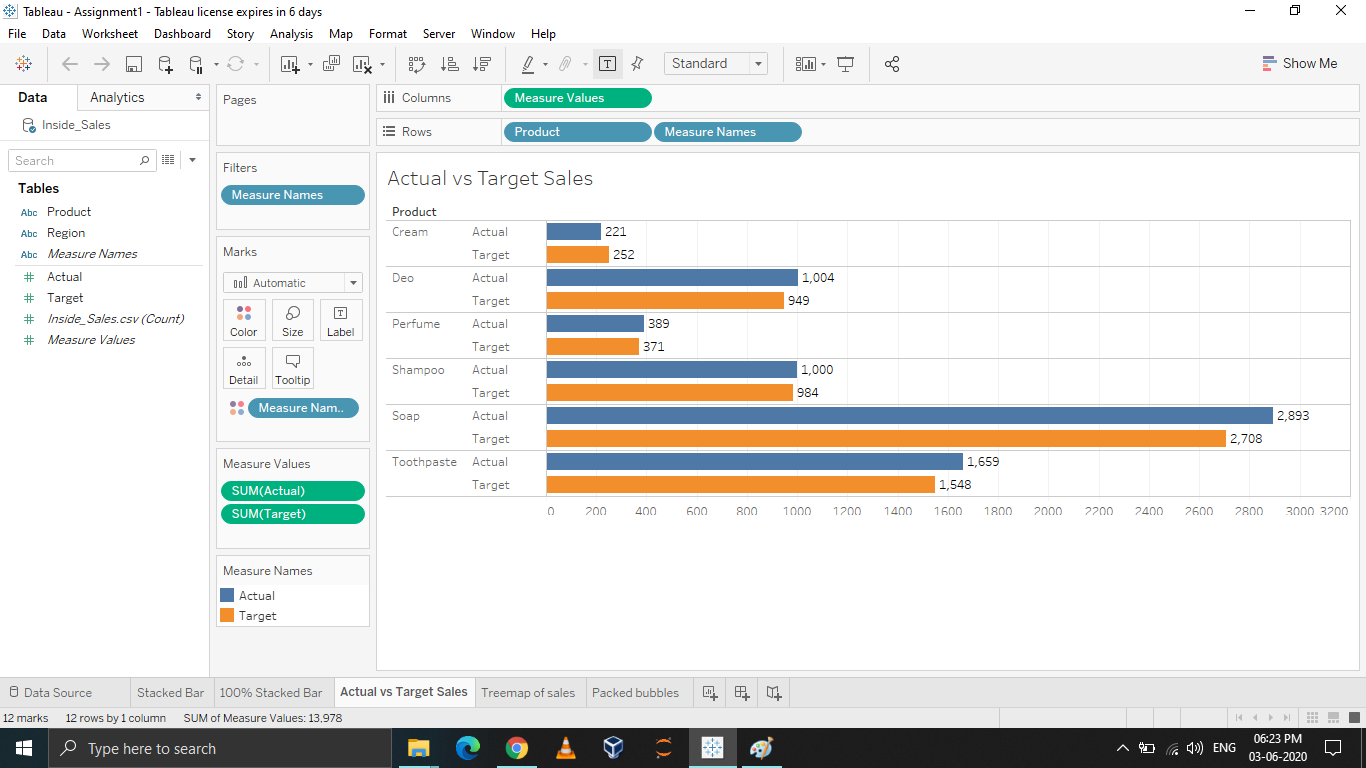 Tableau - Assignment1 - Tableau license expires in 6 days
File Data Worksheet Dashboard Story Analysis Map Format Server Window Help
Standard
Show Me
Data Analytics
Inside_Sales
Search
Tables
Abc Product
Abc Region
Abc Measure Names
# Actual
# Target
# Inside_Sales.csv (Count)
# Measure Values
Pages
Filters
Measure Names
Marks
Automatic
Color Size Label
Detail Tooltip
Measure Nam..
Measure Values
SUM(Actual)
SUM(Target)
Measure Names
Actual
Target
Columns Measure Values
Rows Product Measure Names
Actual vs Target Sales
Product
Cream Actual 221
Target 252
Deo Actual 1,004
Target 949
Perfume Actual 389
Target 371
Shampoo Actual 1,000
Target 984
Soap Actual 2,893
Target 2,708
Toothpaste Actual 1,659
Target 1,548
0 200 400 600 800 1000 1200 1400 1600 1800 2000 2200 2400 2600 2800 3000 3200
Data Source Stacked Bar 100% Stacked Bar Actual vs Target Sales Treemap of sales Packed bubbles
12 marks 12 rows by 1 column SUM of Measure Values: 13,978
Type here to search
ENG
06:23 PM
03-06-2020